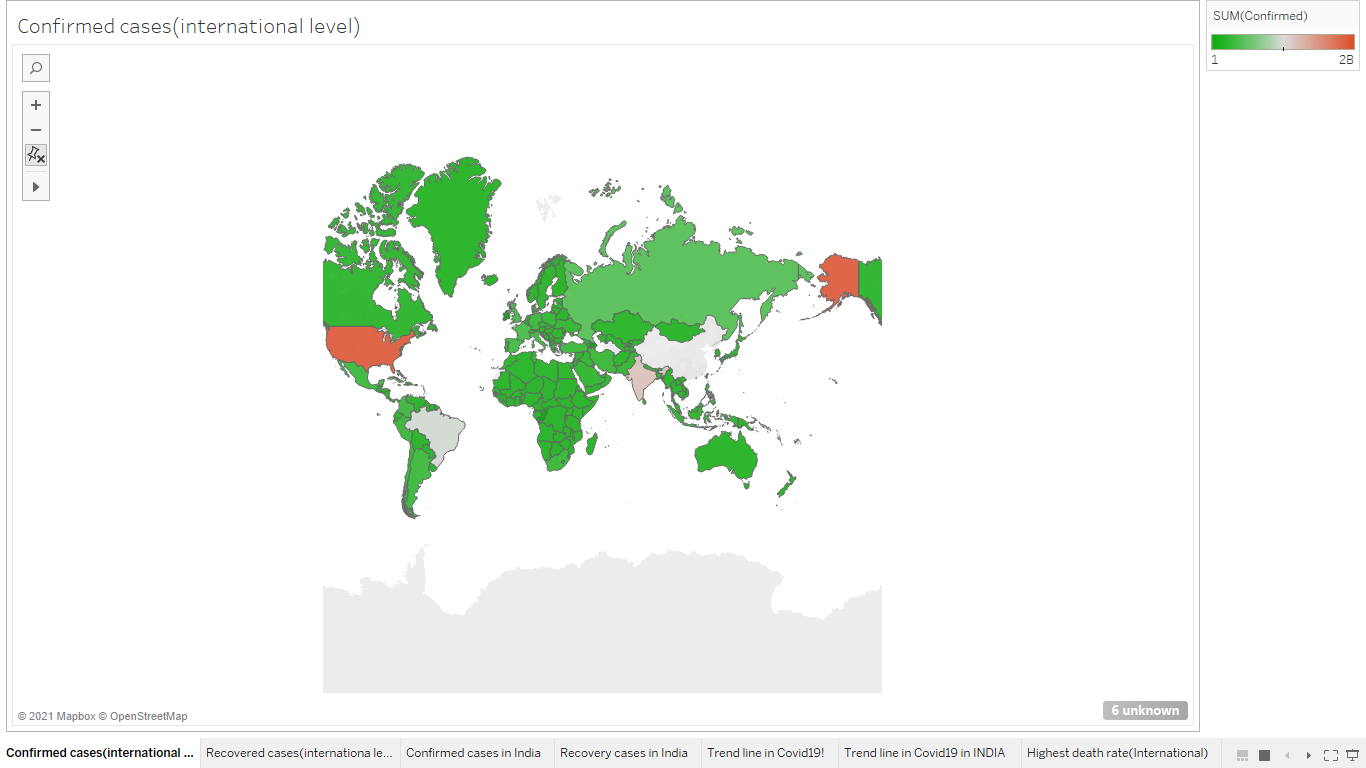 Confirmed cases(international level)
SUM(Confirmed)
1 2B
6 unknown
© 2021 Mapbox © OpenStreetMap
Confirmed cases(international ... Recovered cases(internationa le... Confirmed cases in India Recovery cases in India Trend line in Covid19! Trend line in Covid19 in INDIA Highest death rate(International)